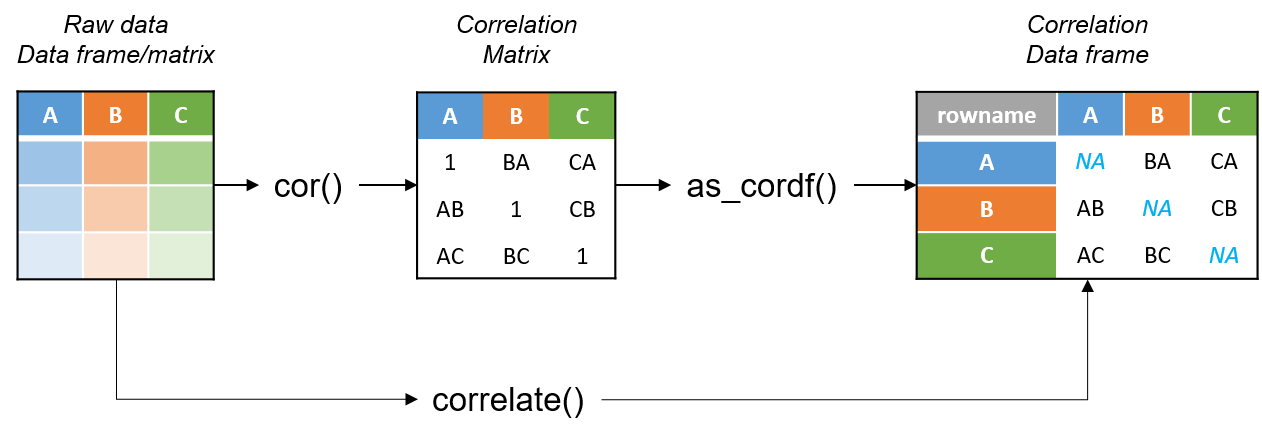 Raw data
Data frame/matrix
Correlation
Matrix
Correlation
Data frame
A B C
A B C
1 BA CA
AB 1 CB
AC BC 1
rowname A B C
A NA BA CA
B AB NA CB
C AC BC NA
cor()
as_cordf()
correlate()